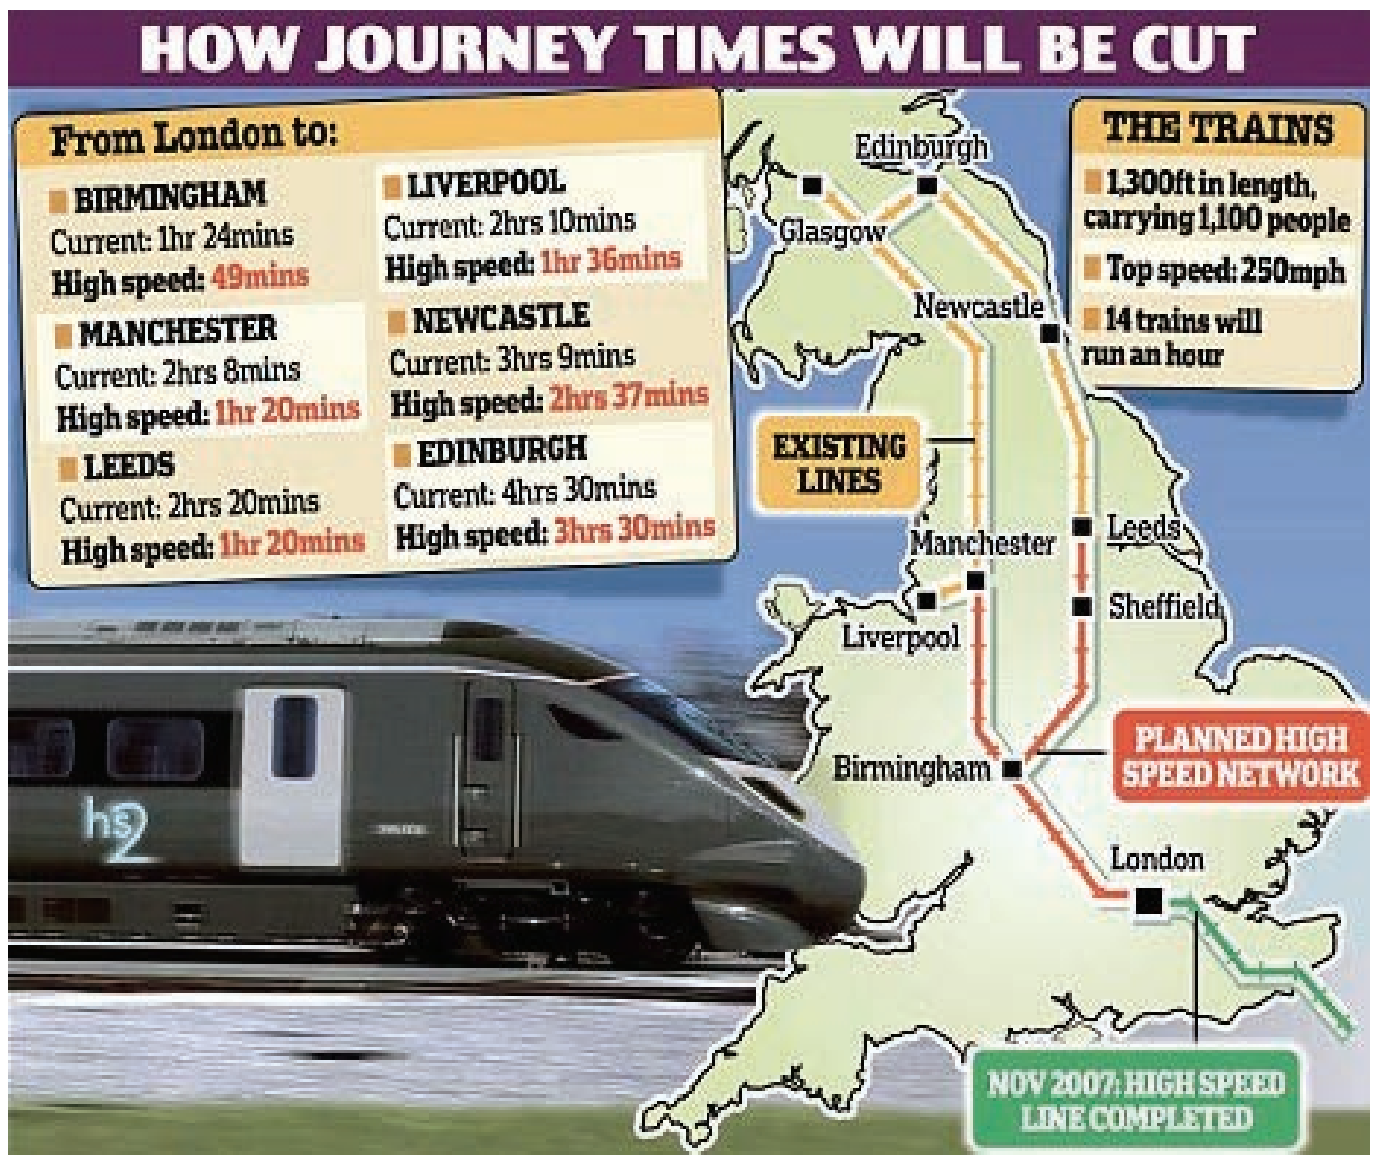 HOW JOURNEY TIMES WILL BE CUT
From London to:
BIRMINGHAM
Current: 1hr 24mins
High speed: 49mins
MANCHESTER
Current: 2hrs 8mins
High speed: 1hr 20mins
LEEDS
Current: 2hrs 20mins
High speed: 1hr 20mins
LIVERPOOL
Current: 2hrs 10mins
High speed: 1hr 36mins
NEWCASTLE
Current: 3hrs 9mins
High speed: 2hrs 37mins
EDINBURGH
Current: 4hrs 30mins
High speed: 3hrs 30mins
THE TRAINS
1,300ft in length,
carrying 1,100 people
Top speed: 250mph
14 trains will
run an hour
Edinburgh
Glasgow
Newcastle
EXISTING
LINES
Manchester
Leeds
Liverpool
Sheffield
Birmingham
PLANNED HIGH
SPEED NETWORK
London
NOV 2007: HIGH SPEED
LINE COMPLETED
hs2